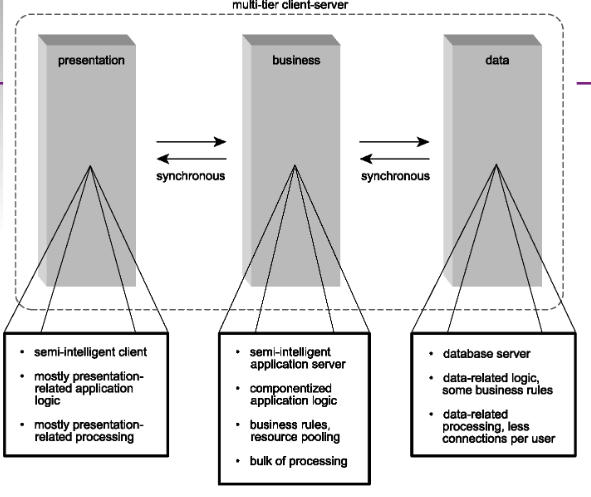 multi-tier client-server
presentation
business
data
synchronous
synchronous
• semi-intelligent client
• mostly presentation-
related application
logic
• mostly presentation-
related processing
• semi-intelligent
application server
• componentized
application logic
• business rules,
resource pooling
• bulk of processing
• database server
• data-related logic,
some business rules
• data-related
processing, less
connections per user